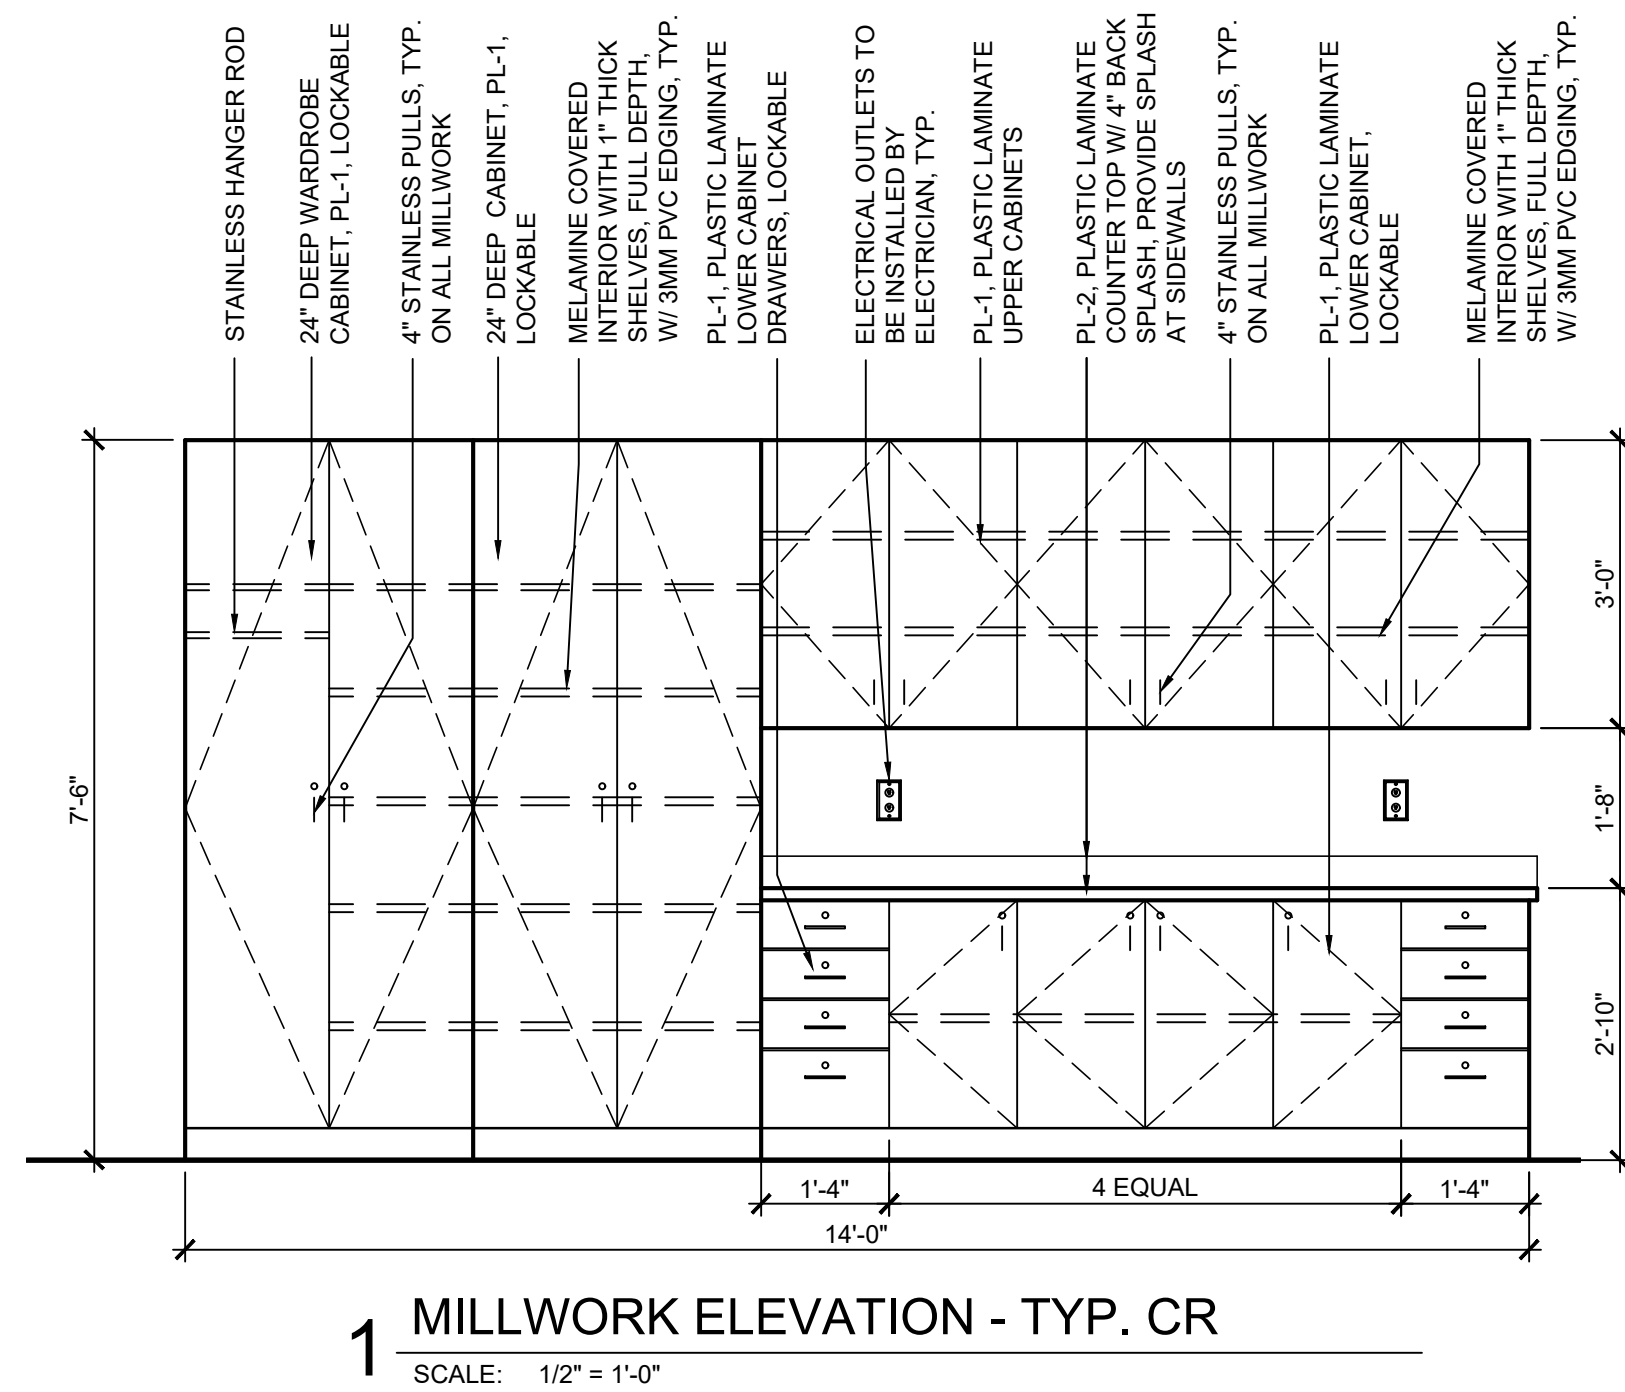 STAINLESS HANGER ROD
24" DEEP WARDROBE
CABINET, PL-1, LOCKABLE
4" STAINLESS PULLS, TYP.
ON ALL MILLWORK
24" DEEP  CABINET, PL-1,
LOCKABLE
MELAMINE COVERED
INTERIOR WITH 1" THICK
SHELVES, FULL DEPTH,
W/ 3MM PVC EDGING, TYP.
PL-1, PLASTIC LAMINATE
LOWER CABINET
DRAWERS, LOCKABLE
ELECTRICAL OUTLETS TO
BE INSTALLED BY
ELECTRICIAN, TYP.
PL-1, PLASTIC LAMINATE
UPPER CABINETS
PL-2, PLASTIC LAMINATE
COUNTER TOP W/ 4" BACK
SPLASH, PROVIDE SPLASH
AT SIDEWALLS
4" STAINLESS PULLS, TYP.
ON ALL MILLWORK
PL-1, PLASTIC LAMINATE
LOWER CABINET,
LOCKABLE
MELAMINE COVERED
INTERIOR WITH 1" THICK
SHELVES, FULL DEPTH,
W/ 3MM PVC EDGING, TYP.
7'-6"
3'-0"
1'-8"
2'-10"
1'-4"
4 EQUAL
1'-4"
14'-0"
1
MILLWORK ELEVATION - TYP. CR
SCALE: 1/2" = 1'-0"